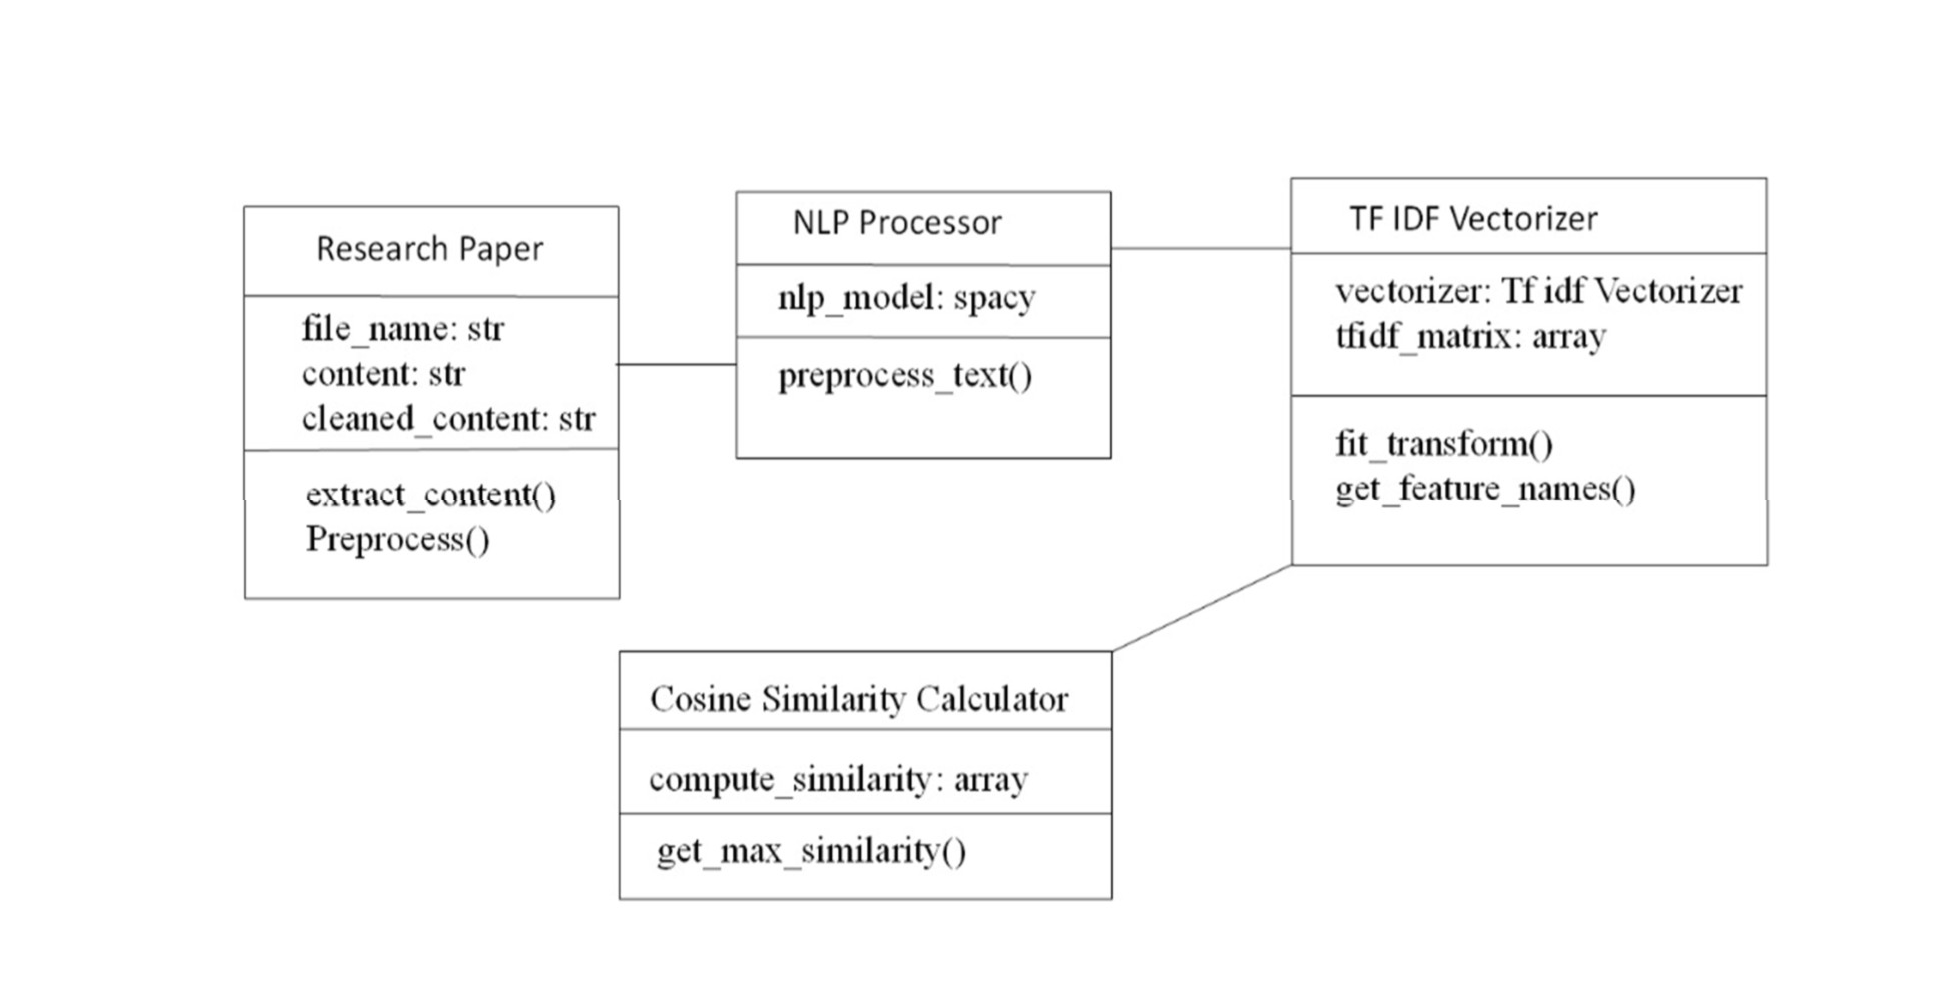 Research Paper
file_name: str
content: str
cleaned_content: str
extract_content()
Preprocess()
NLP Processor
nlp_model: spacy
preprocess_text()
TF IDF Vectorizer
vectorizer: Tf idf Vectorizer
tfidf_matrix: array
fit_transform()
get_feature_names()
Cosine Similarity Calculator
compute_similarity: array
get_max_similarity()